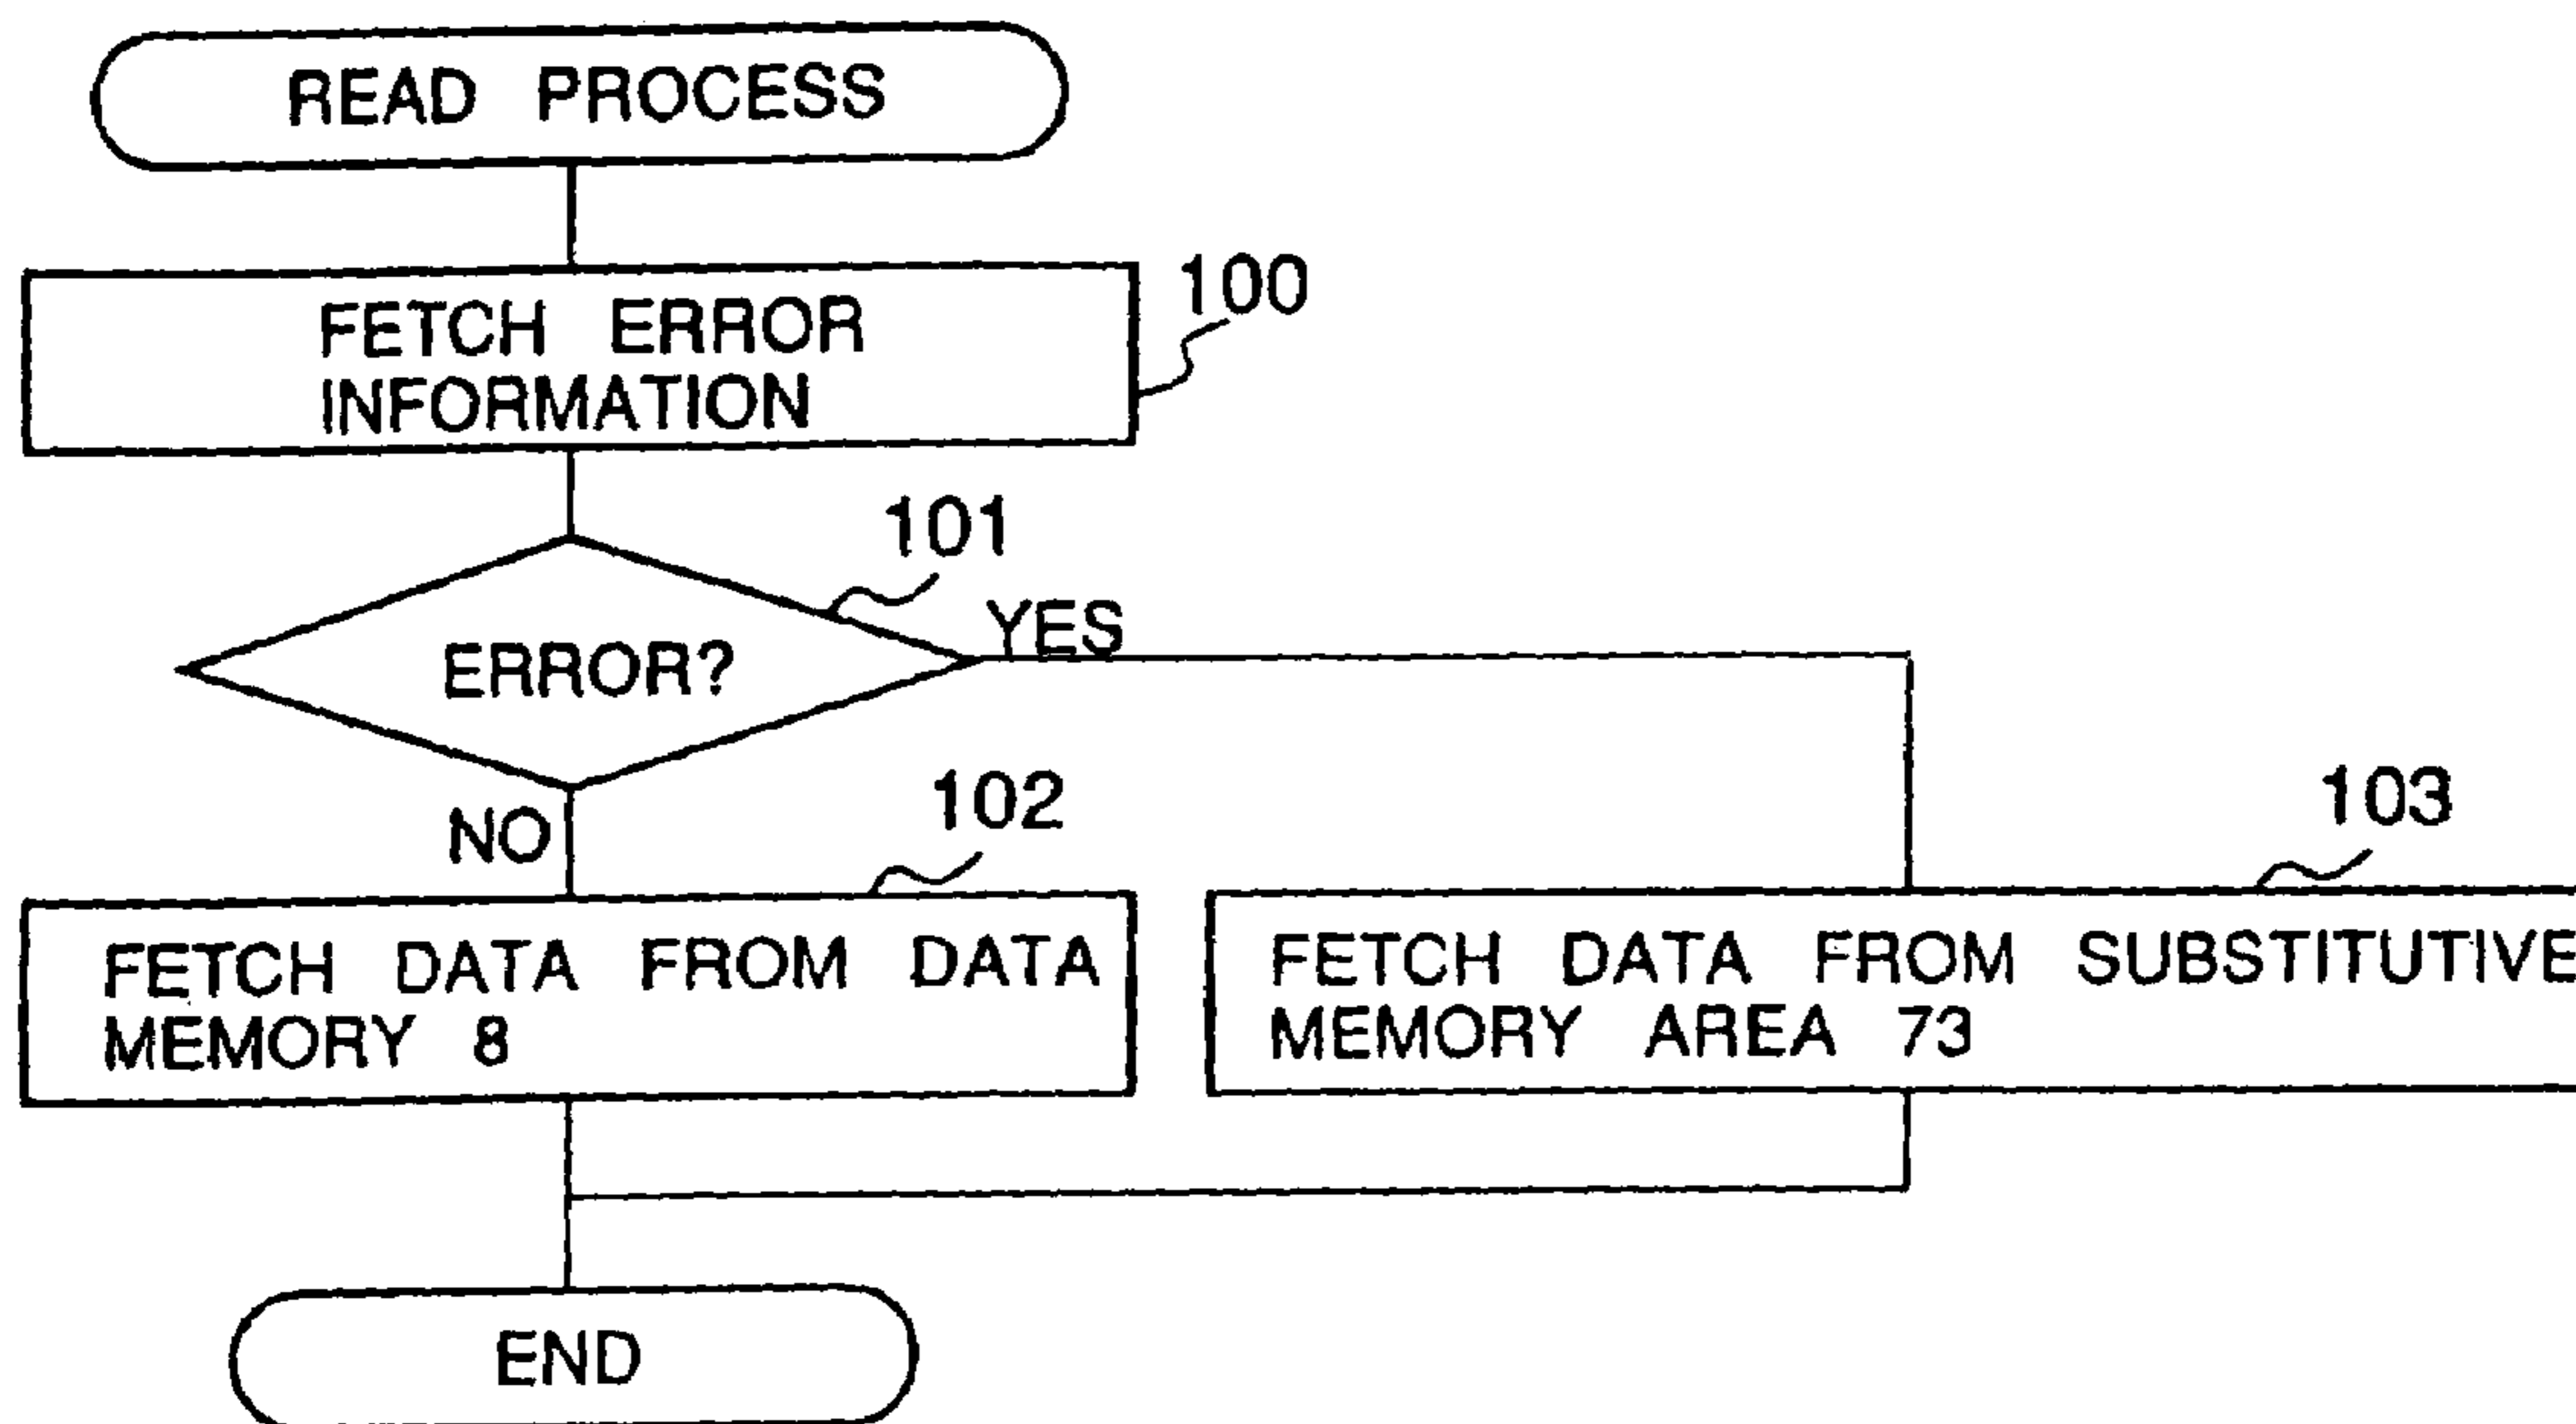 READ PROCESS
FETCH ERROR
INFORMATION
100
101
ERROR?
YES
NO
102
FETCH DATA FROM DATA
MEMORY 8
103
FETCH DATA FROM SUBSTITUTIVE
MEMORY AREA 73
END